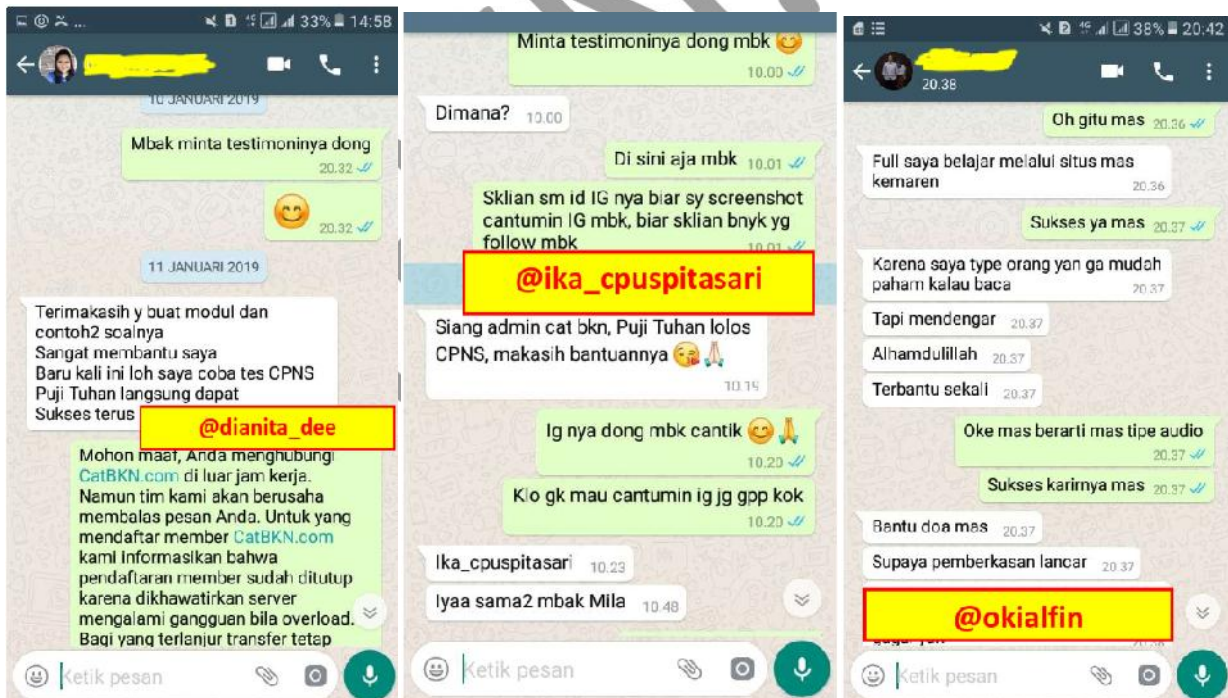 33% 14:58
10 JANUARI 2019
Mbak minta testimoninya dong
20.32
20.32
11 JANUARI 2019
Terimakasih y buat modul dan
contoh2 soalnya
Sangat membantu saya
Baru kali ini loh saya coba tes CPNS
Puji Tuhan langsung dapat
Sukses terus
@dianita_dee
Mohon maaf, Anda menghubungi
CatBKN.com di luar jam kerja.
Namun tim kami akan berusaha
membalas pesan Anda. Untuk yang
mendaftar member CatBKN.com
kami informasikan bahwa
pendaftaran member sudah ditutup
karena dikhawatirkan server
mengalami gangguan bila overload.
Bagi yang terlanjur transfer tetap
Ketik pesan
Minta testimoninya dong mbk
10.00
Dimana? 10.00
Di sini aja mbk 10.01
Sklian sm id IG nya biar sy screenshot
cantumin IG mbk, biar sklian bnyk yg
follow mbk 10.01
@ika_cpuspitasari
Siang admin cat bkn, Puji Tuhan lolos
CPNS, makasih bantuannya
10.19
Ig nya dong mbk cantik
10.20
Klo gk mau cantumin ig jg gpp kok
10.20
Ika_cpuspitasari 10.23
Iyaa sama2 mbak Mila 10.48
Ketik pesan
38% 20:42
20.38
Oh gitu mas 20.36
Full saya belajar melalui situs mas
kemaren 20.36
Sukses ya mas 20.37
Karena saya type orang yan ga mudah
paham kalau baca 20.37
Tapi mendengar 20.37
Alhamdulillah 20.37
Terbantu sekali 20.37
Oke mas berarti mas tipe audio
20.37
Sukses karirnya mas 20.37
Bantu doa mas 20.37
Supaya pemberkasan lancar 20.37
@okialfin
Ketik pesan